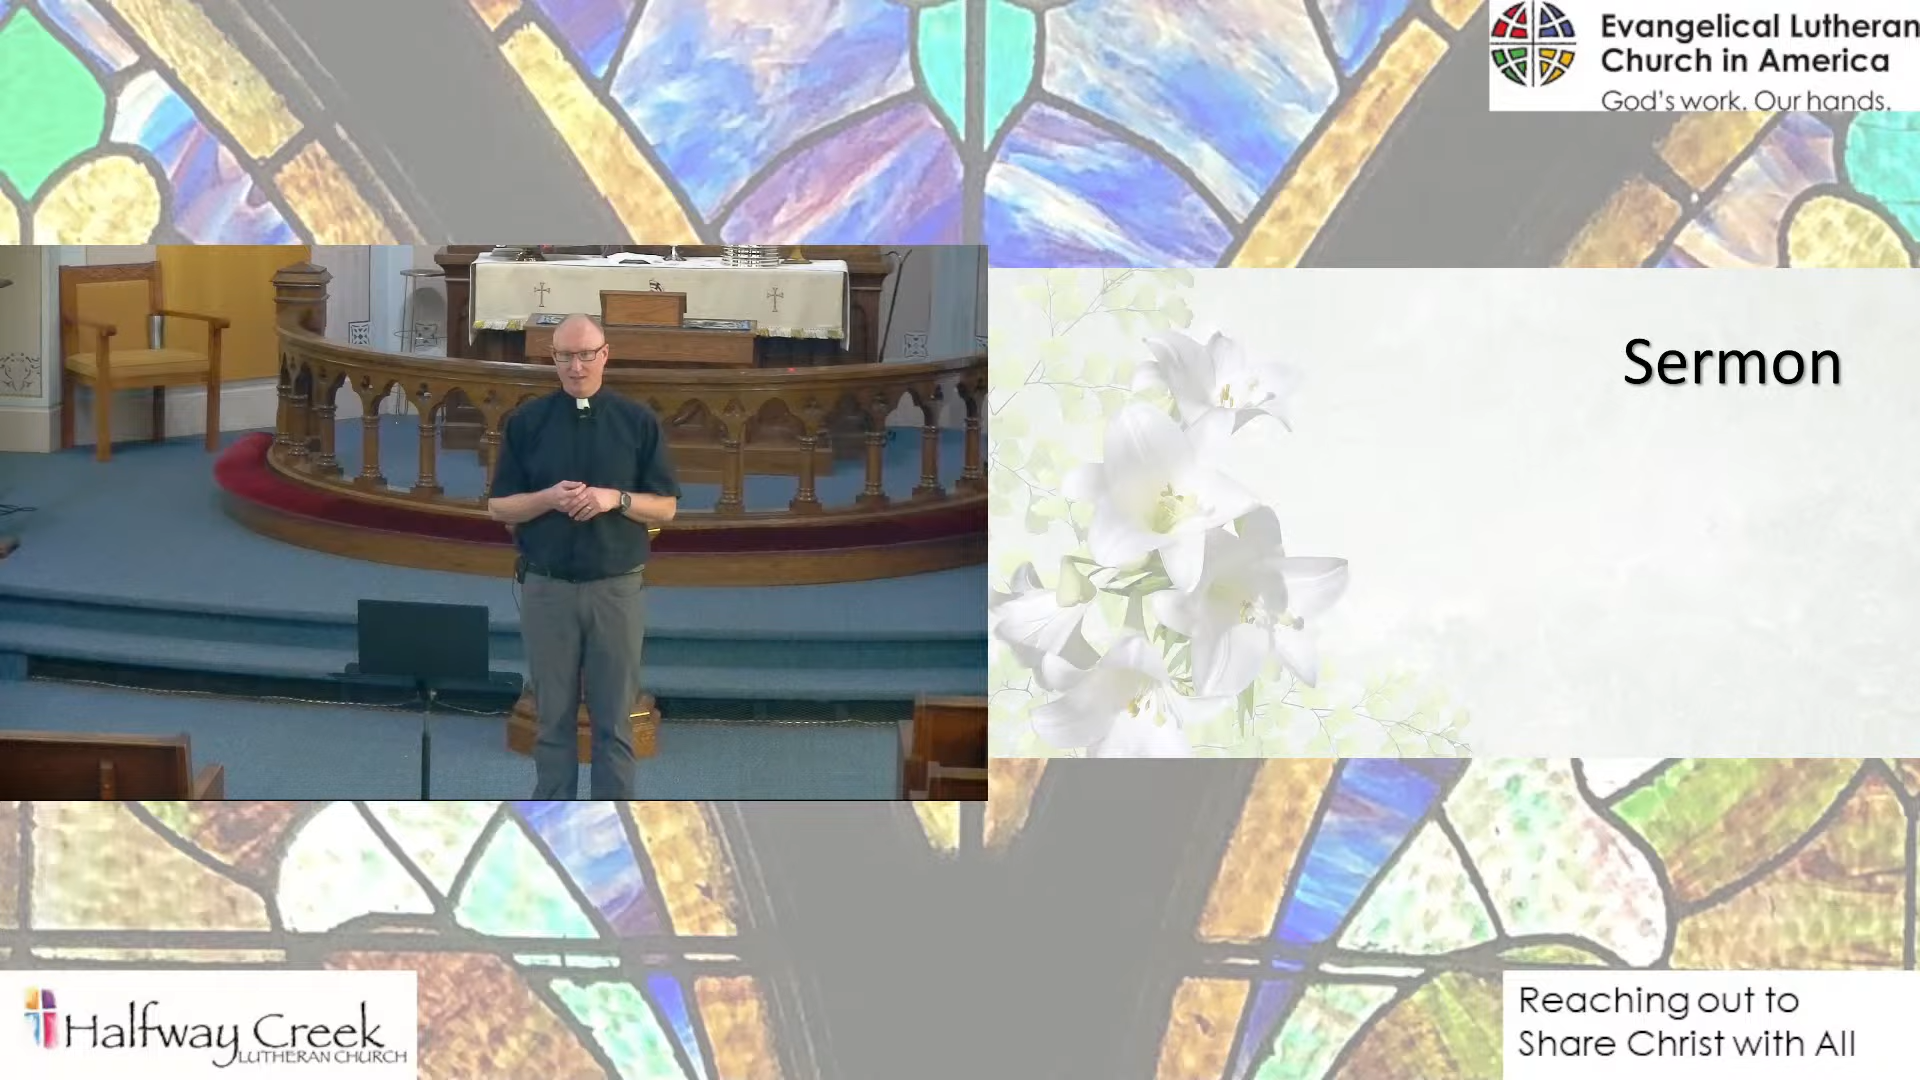 Evangelical Lutheran
Church in America
God's work. Our hands.
Sermon
Halfway Creek
LUTHERAN CHURCH
Reaching out to
Share Christ with All